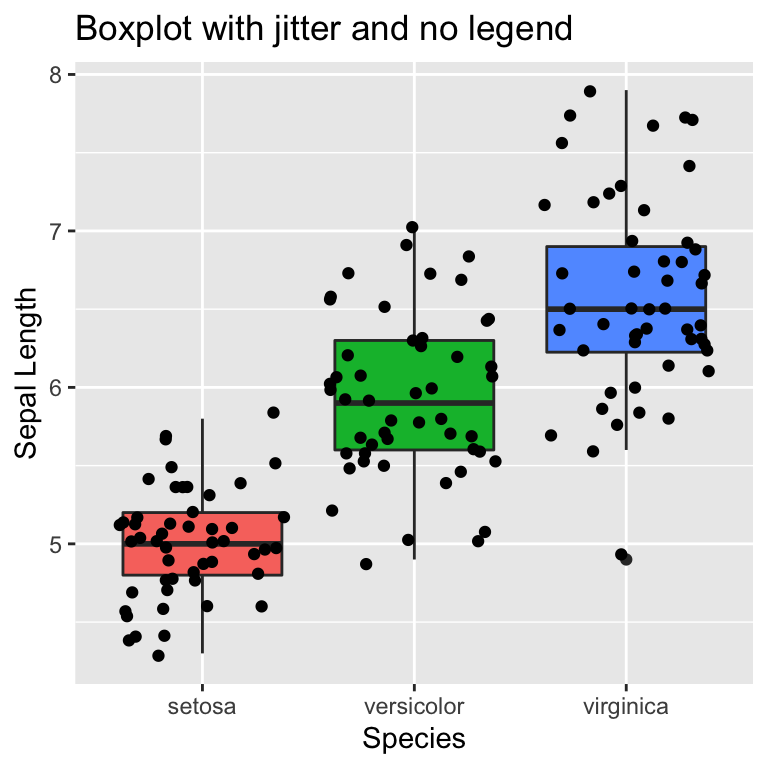 Boxplot with jitter and no legend
8
7
6
5
Sepal Length
setosa versicolor virginica
Species